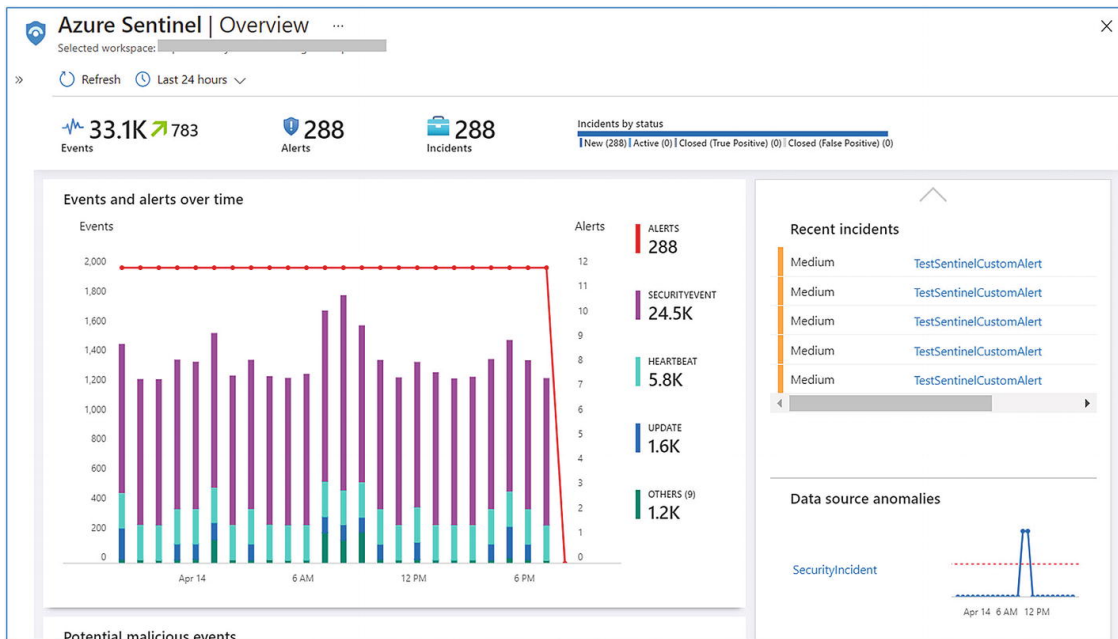 Azure Sentinel | Overview ...
Selected workspace:
» Refresh Last 24 hours
33.1K 783
Events
288
Alerts
288
Incidents
Incidents by status
New (288) Active (0) Closed (True Positive) (0) Closed (False Positive) (0)
Events and alerts over time
Events
Alerts
2,000
1,800
1,600
1,400
1,200
1,000
800
600
400
200
0
12
11
10
9
8
7
6
5
4
3
2
1
0
Apr 14 6 AM 12 PM 6 PM
ALERTS
288
SECURITYEVENT
24.5K
HEARTBEAT
5.8K
UPDATE
1.6K
OTHERS (9)
1.2K
Recent incidents
Medium TestSentinelCustomAlert
Medium TestSentinelCustomAlert
Medium TestSentinelCustomAlert
Medium TestSentinelCustomAlert
Medium TestSentinelCustomAlert
Data source anomalies
SecurityIncident
Apr 14 6 AM 12 PM
Potential malicious events